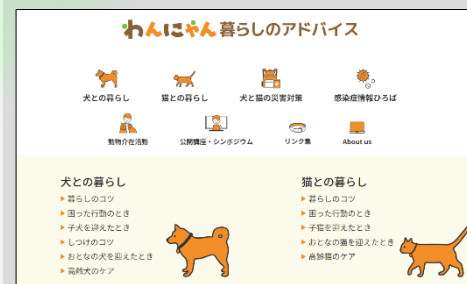 わんにゃん 暮らしのアドバイス
犬との暮らし 猫との暮らし 犬と猫の災害対策 感染症情報ひろば
動物介在活動 公開講座・シンポジウム リンク集 About us
犬との暮らし
暮らしのコツ
困った行動のとき
子犬を迎えたとき
しつけのコツ
おとなの犬を迎えたとき
高齢犬のケア
猫との暮らし
暮らしのコツ
困った行動のとき
子猫を迎えたとき
おとなの猫を迎えたとき
高齢猫のケア